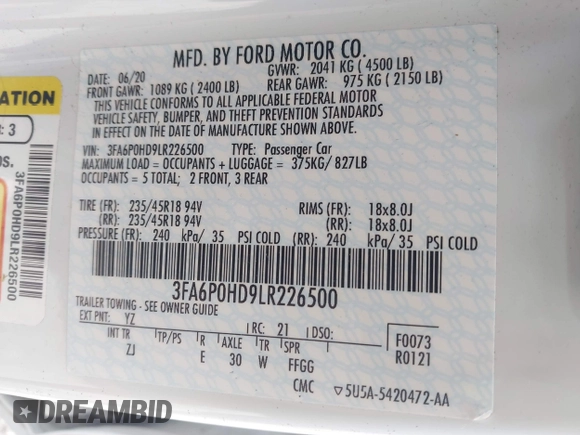 MFD. BY FORD MOTOR CO.
DATE: 06/20 GVWR: 2041 KG ( 4500 LB)
FRONT GAWR: 1089 KG ( 2400 LB) REAR GAWR: 975 KG ( 2150 LB)
THIS VEHICLE CONFORMS TO ALL APPLICABLE FEDERAL MOTOR
VEHICLE SAFETY, BUMPER, AND THEFT PREVENTION STANDARDS
IN EFFECT ON THE DATE OF MANUFACTURE SHOWN ABOVE.
VIN: 3FA6P0HD9LR226500 TYPE: Passenger Car
MAXIMUM LOAD = OCCUPANTS + LUGGAGE = 375KG/ 827LB
OCCUPANTS = 5 TOTAL; 2 FRONT, 3 REAR
TIRE (FR): 235/45R18 94V RIMS (FR): 18x8.0J
(RR): 235/45R18 94V (RR): 18x8.0J
PRESSURE (FR): 240 kPa/ 35 PSI COLD (RR): 240 kPa/ 35 PSI COLD
3FA6P0HD9LR226500
TRAILER TOWING - SEE OWNER GUIDE
EXT PNT: YZ RC: 21 DSO:
INT TR TP/PS R AXLE TR SPR F0073
ZJ E 30 W FFGG R0121
CMC 5U5A-5420472-AA
: 3
3FA6P0HD9LR226500
DREAMBID